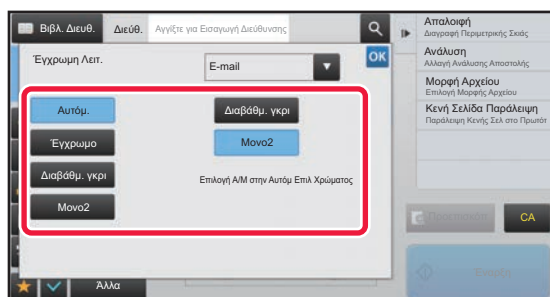 Βιβλ. Διευθ.
Διεύθ.
Αγγίξτε για Εισαγωγή Διεύθυνσης
Έγχρωμη Λειτ.
E-mail
OK
Αυτόμ.
Έγχρωμο
Διαβάθμ. γκρι
Μονο2
Διαβάθμ. γκρι
Μονο2
Επιλογή Α/Μ στην Αυτόμ Επιλ Χρώματος
Άλλα
Απαλοιφή
Διαγραφή Περιμετρικής Σκιάς
Ανάλυση
Αλλαγή Ανάλυσης Αποστολής
Μορφή Αρχείου
Επιλογή Μορφής Αρχείου
Κενή Σελίδα Παράλειψη
Παράλειψη Κενής Σελ στο Πρωτότ
CA
Έναρξη